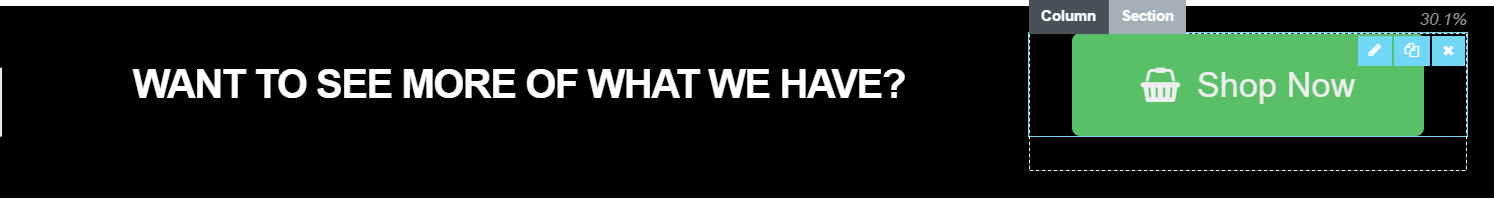 Column Section 30.1%
WANT TO SEE MORE OF WHAT WE HAVE?
Shop Now